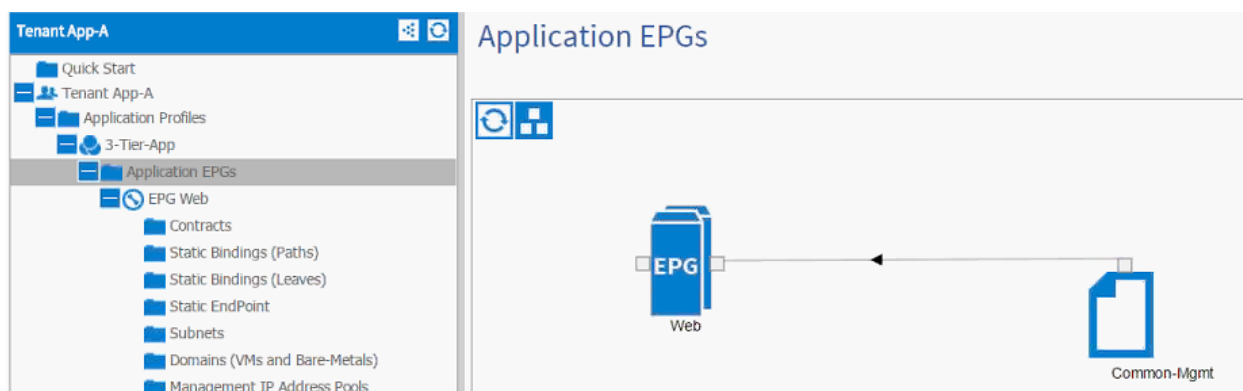 Tenant App-A
Quick Start
Tenant App-A
Application Profiles
3-Tier-App
Application EPGs
EPG Web
Contracts
Static Bindings (Paths)
Static Bindings (Leaves)
Static EndPoint
Subnets
Domains (VMs and Bare-Metals)
Management IP Address Pools
Application EPGs
EPG
Web
Common-Mgmt